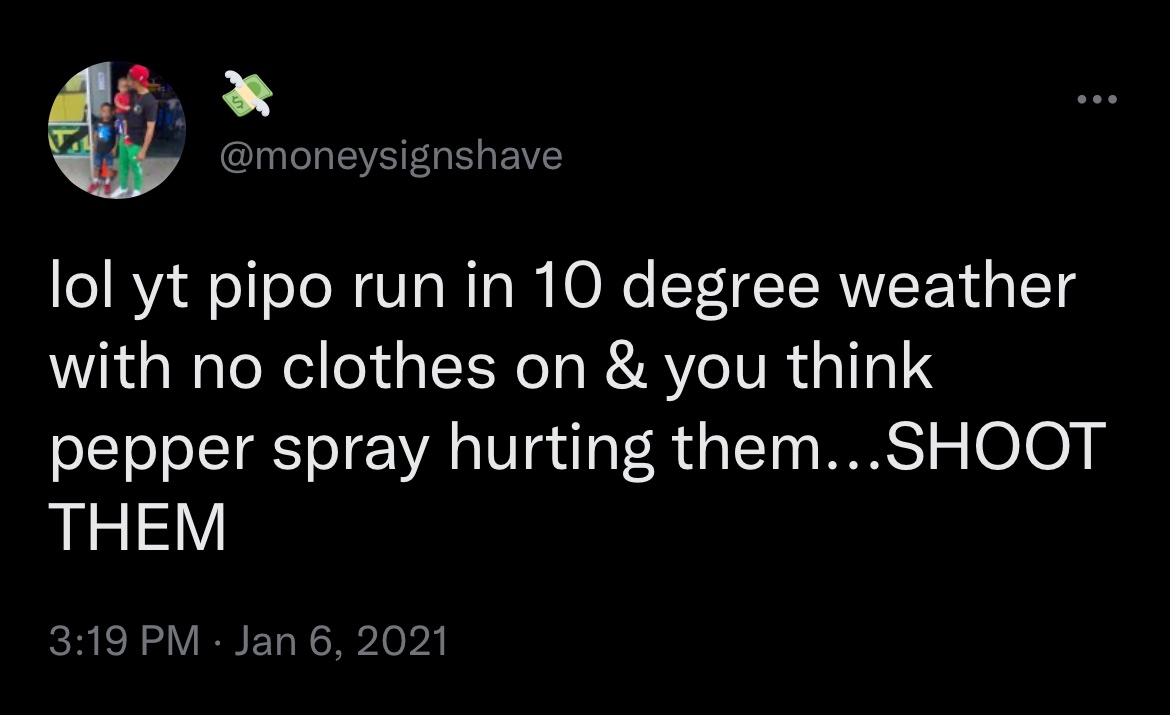 💸
@moneysignshave
lol yt pipo run in 10 degree weather
with no clothes on & you think
pepper spray hurting them...SHOOT
THEM
3:19 PM · Jan 6, 2021